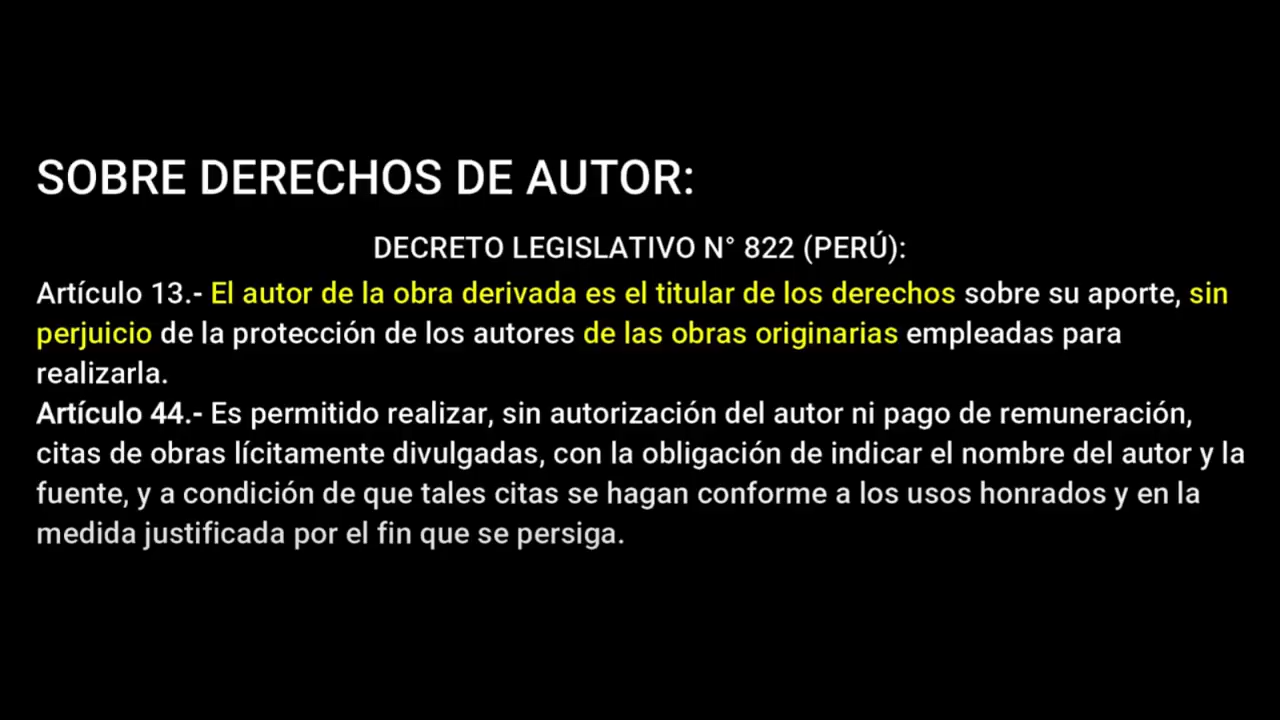 SOBRE DERECHOS DE AUTOR:
DECRETO LEGISLATIVO N° 822 (PERÚ):
Artículo 13.- El autor de la obra derivada es el titular de los derechos sobre su aporte, sin
perjuicio de la protección de los autores de las obras originarias empleadas para
realizarla.
Artículo 44.- Es permitido realizar, sin autorización del autor ni pago de remuneración,
citas de obras lícitamente divulgadas, con la obligación de indicar el nombre del autor y la
fuente, y a condición de que tales citas se hagan conforme a los usos honrados y en la
medida justificada por el fin que se persiga.